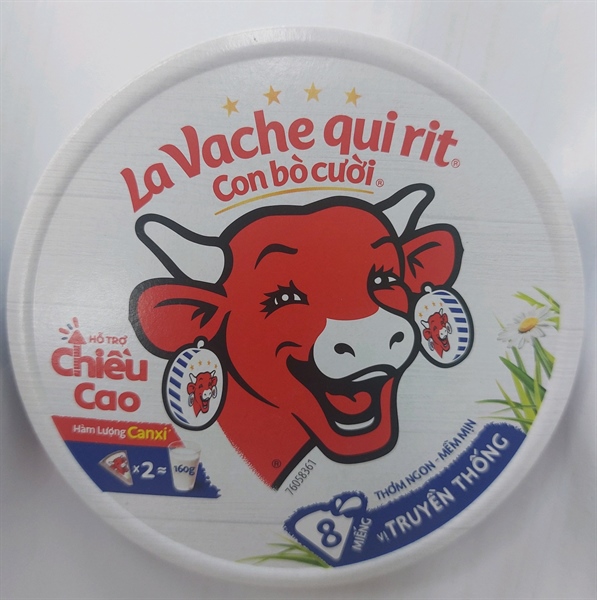 La Vache qui rit®
Con bò cười®
HỖ TRỢ
Chiều
Cao
Hàm Lượng Canxi
x2≈ 160g
®
76058361
THƠM NGON - MỀM MỊN
8 MIẾNG
VỊ TRUYỀN THỐNG